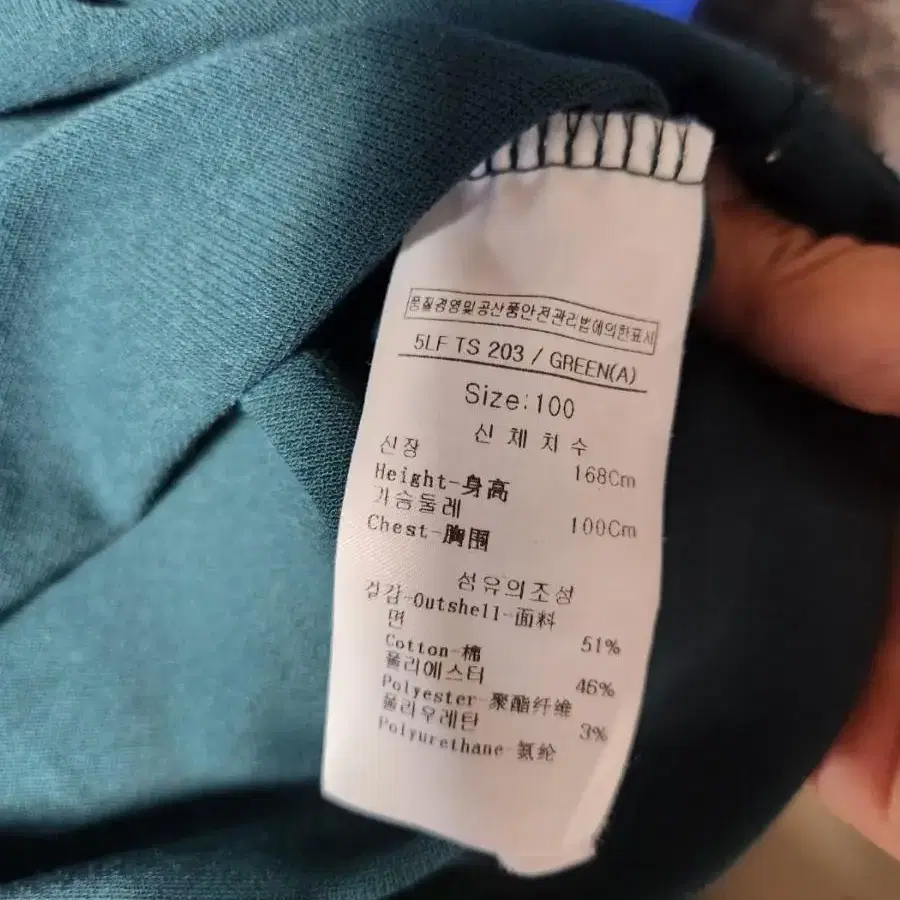 품질경영및공산품안전관리법에의한표시
5LF TS 203 / GREEN(A)
Size:100
신 체 치 수
신장
Height-身高 168Cm
가슴둘레
Chest-胸围 100Cm
섬유의조성
겉감-Outshell-面料
면
Cotton-棉 51%
폴리에스터
Polyester-聚酯纤维 46%
폴리우레탄
Polyurethane-氨纶 3%